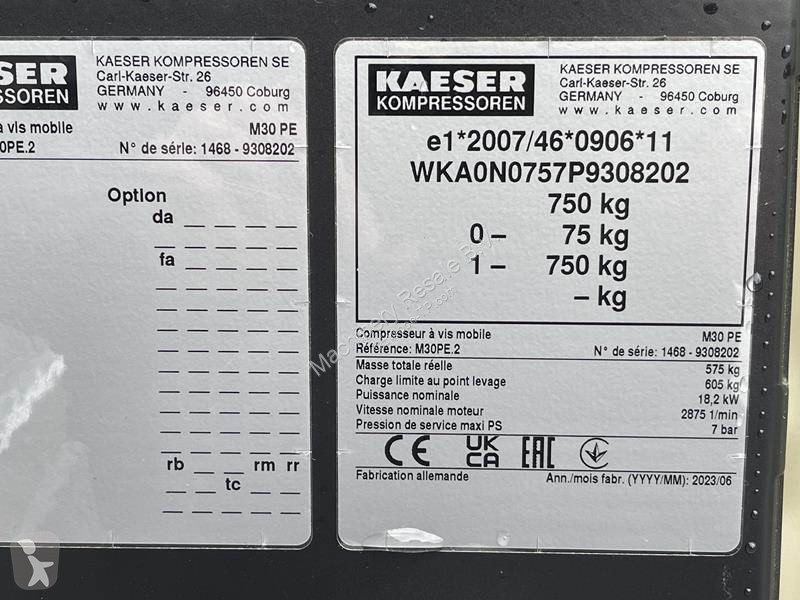 ESER
SSOREN
KAESER KOMPRESSOREN SE
Carl-Kaeser-Str. 26
GERMANY - 96450 Coburg
www.kaeser.com
à vis mobile M30 PE
0PE.2 N° de série: 1468 - 9308202
Option
da
fa
rb rm rr
tc
KAESER
KOMPRESSOREN
KAESER KOMPRESSOREN SE
Carl-Kaeser-Str. 26
GERMANY - 96450 Coburg
www.kaeser.com
e1*2007/46*0906*11
WKA0N0757P9308202
750 kg
0 – 75 kg
1 – 750 kg
– kg
Compresseur à vis mobile M30 PE
Référence: M30PE.2 N° de série: 1468 - 9308202
Masse totale réelle 575 kg
Charge limite au point levage 605 kg
Puissance nominale 18,2 kW
Vitesse nominale moteur 2875 1/min
Pression de service maxi PS 7 bar
CE UK CA EAC
Fabrication allemande Ann./mois fabr. (YYYY/MM): 2023/06